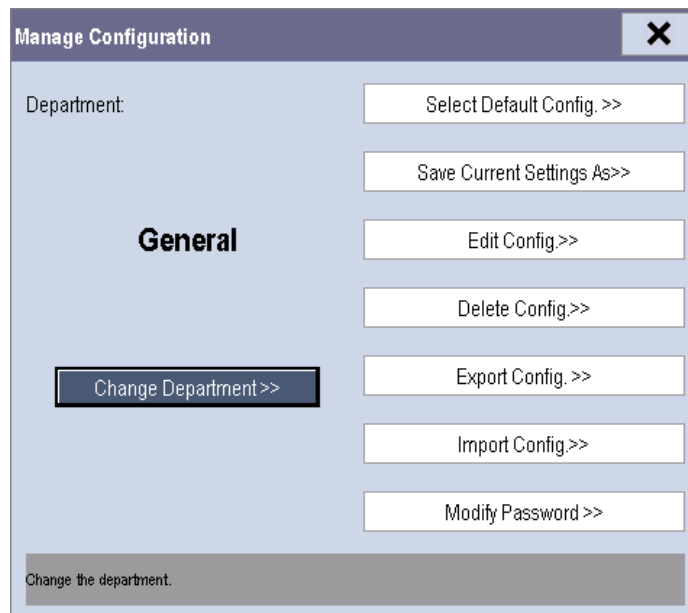 Manage Configuration
Department:
General
Change Department >>
Select Default Config. >>
Save Current Settings As>>
Edit Config.>>
Delete Config.>>
Export Config. >>
Import Config.>>
Modify Password >>
Change the department.